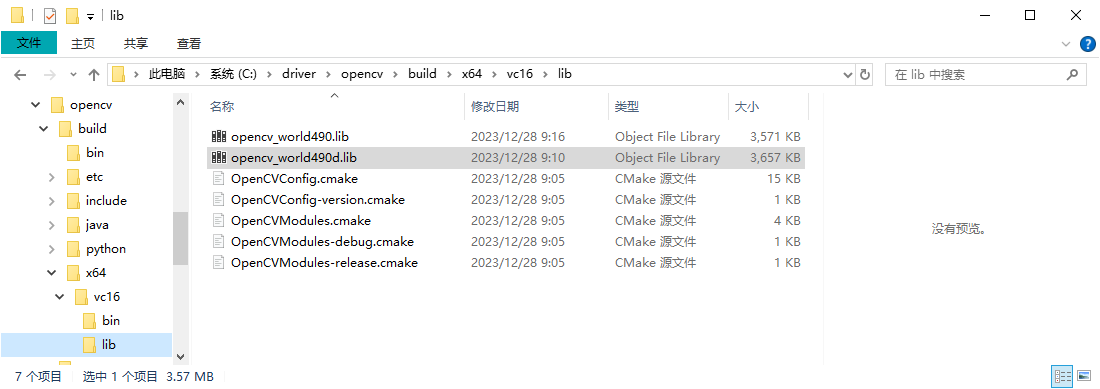 lib
文件 主页 共享 查看
此电脑 系统 (C:) driver opencv build x64 vc16 lib
在 lib 中搜索
opencv
build
bin
etc
include
java
python
x64
vc16
bin
lib
名称 修改日期 类型 大小
opencv_world490.lib 2023/12/28 9:16 Object File Library 3,571 KB
opencv_world490d.lib 2023/12/28 9:10 Object File Library 3,657 KB
OpenCVConfig.cmake 2023/12/28 9:05 CMake 源文件 15 KB
OpenCVConfig-version.cmake 2023/12/28 9:05 CMake 源文件 1 KB
OpenCVModules.cmake 2023/12/28 9:05 CMake 源文件 4 KB
OpenCVModules-debug.cmake 2023/12/28 9:05 CMake 源文件 1 KB
OpenCVModules-release.cmake 2023/12/28 9:05 CMake 源文件 1 KB
没有预览。
7 个项目 选中 1 个项目 3.57 MB